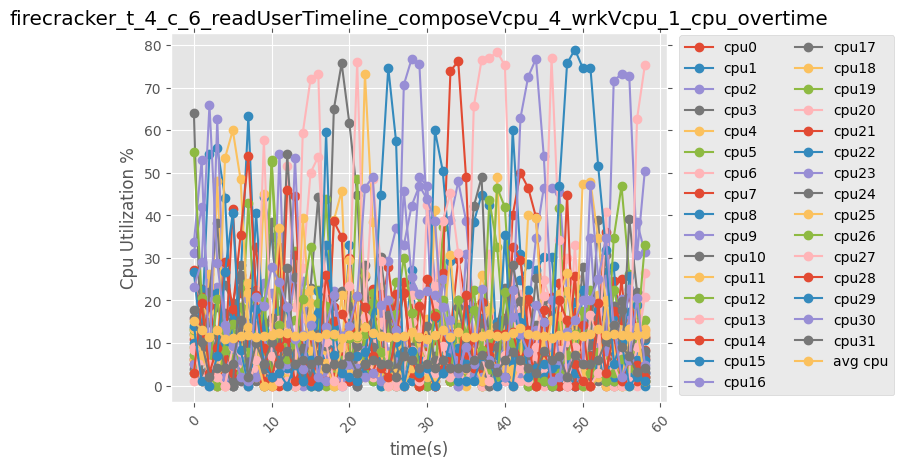 firecracker_t_4_c_6_readUserTimeline_composeVcpu_4_wrkVcpu_1_cpu_overtime
Cpu Utilization %
80
70
60
50
40
30
20
10
0
0
10
20
30
40
50
60
time(s)
cpu0
cpu1
cpu2
cpu3
cpu4
cpu5
cpu6
cpu7
cpu8
cpu9
cpu10
cpu11
cpu12
cpu13
cpu14
cpu15
cpu16
cpu17
cpu18
cpu19
cpu20
cpu21
cpu22
cpu23
cpu24
cpu25
cpu26
cpu27
cpu28
cpu29
cpu30
cpu31
avg cpu